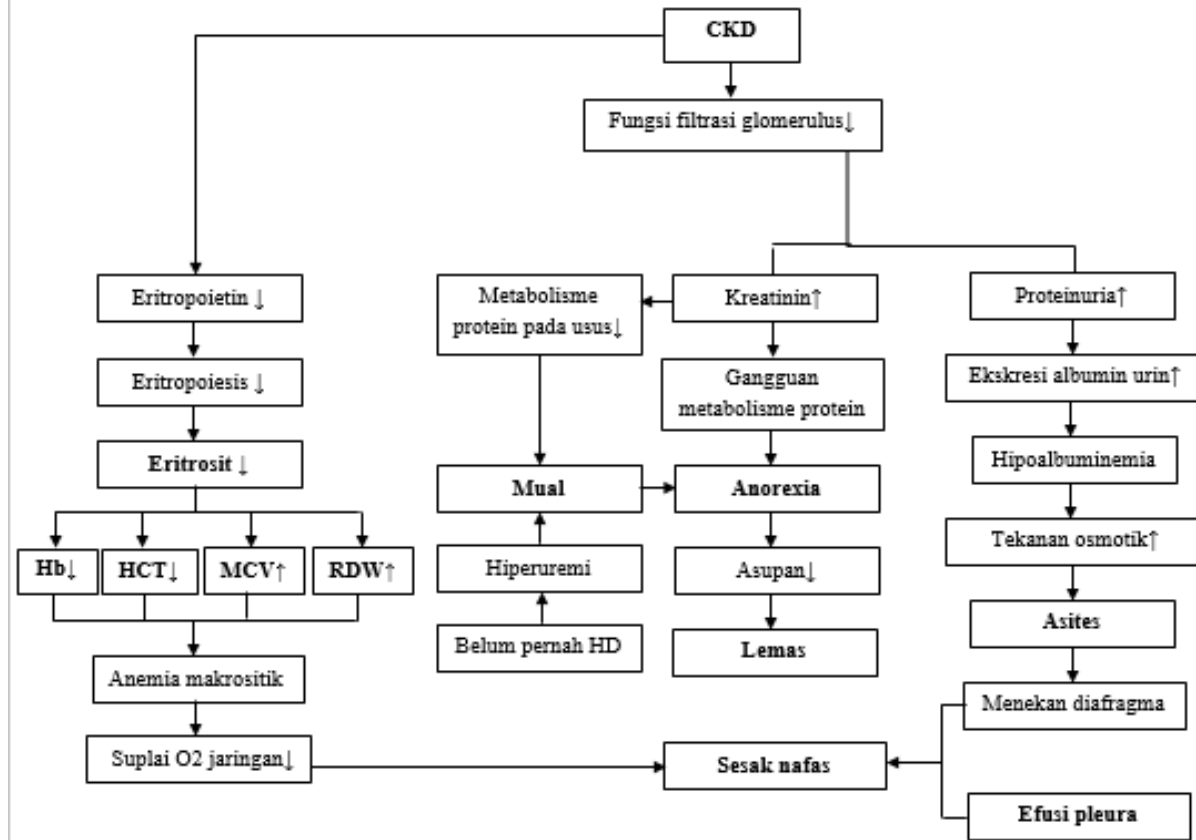 CKD
Fungsi filtrasi glomerulus↓
Eritropoietin ↓
Metabolisme
protein pada usus↓
Kreatinin↑
Proteinuria↑
Eritropoiesis ↓
Gangguan
metabolisme protein
Ekskresi albumin urin↑
Eritrosit ↓
Mual
Anorexia
Hipoalbuminemia
Hb↓
HCT↓
MCV↑
RDW↑
Hiperuremi
Asupan↓
Tekanan osmotik↑
Belum pernah HD
Lemas
Asites
Anemia makrositik
Menekan diafragma
Suplai O2 jaringan↓
Sesak nafas
Efusi pleura